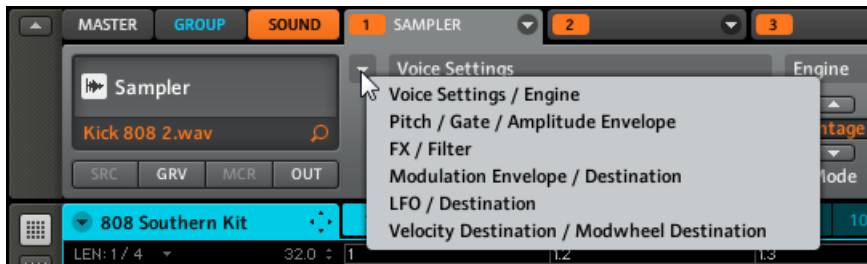 MASTER GROUP SOUND 1 SAMPLER 2 3
Voice Settings Engine
Sampler
Voice Settings / Engine
Pitch / Gate / Amplitude Envelope
Kick 808 2.wav
FX / Filter
SRC GRV MCR OUT
Modulation Envelope / Destination
LFO / Destination
808 Southern Kit
Velocity Destination / Modwheel Destination
10
LEN: 1 / 4 32.0 1 1.2 1.3